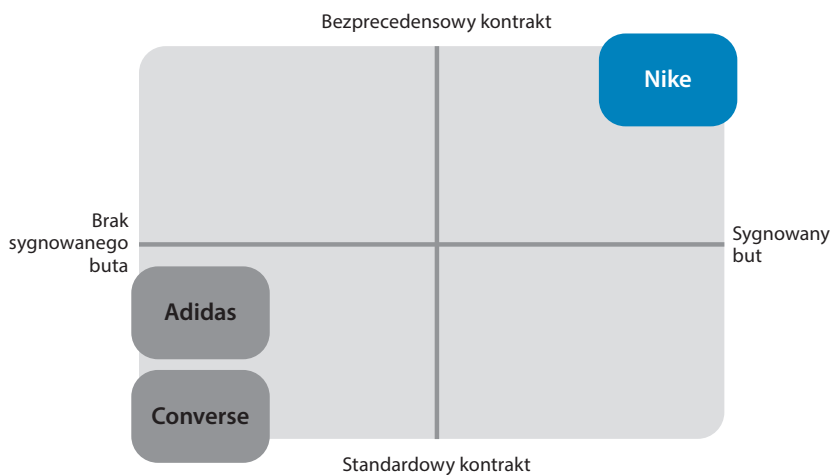 Bezprecedensowy kontrakt
Nike
Brak
sygnowanego
buta
Sygnowany
but
Adidas
Converse
Standardowy kontrakt